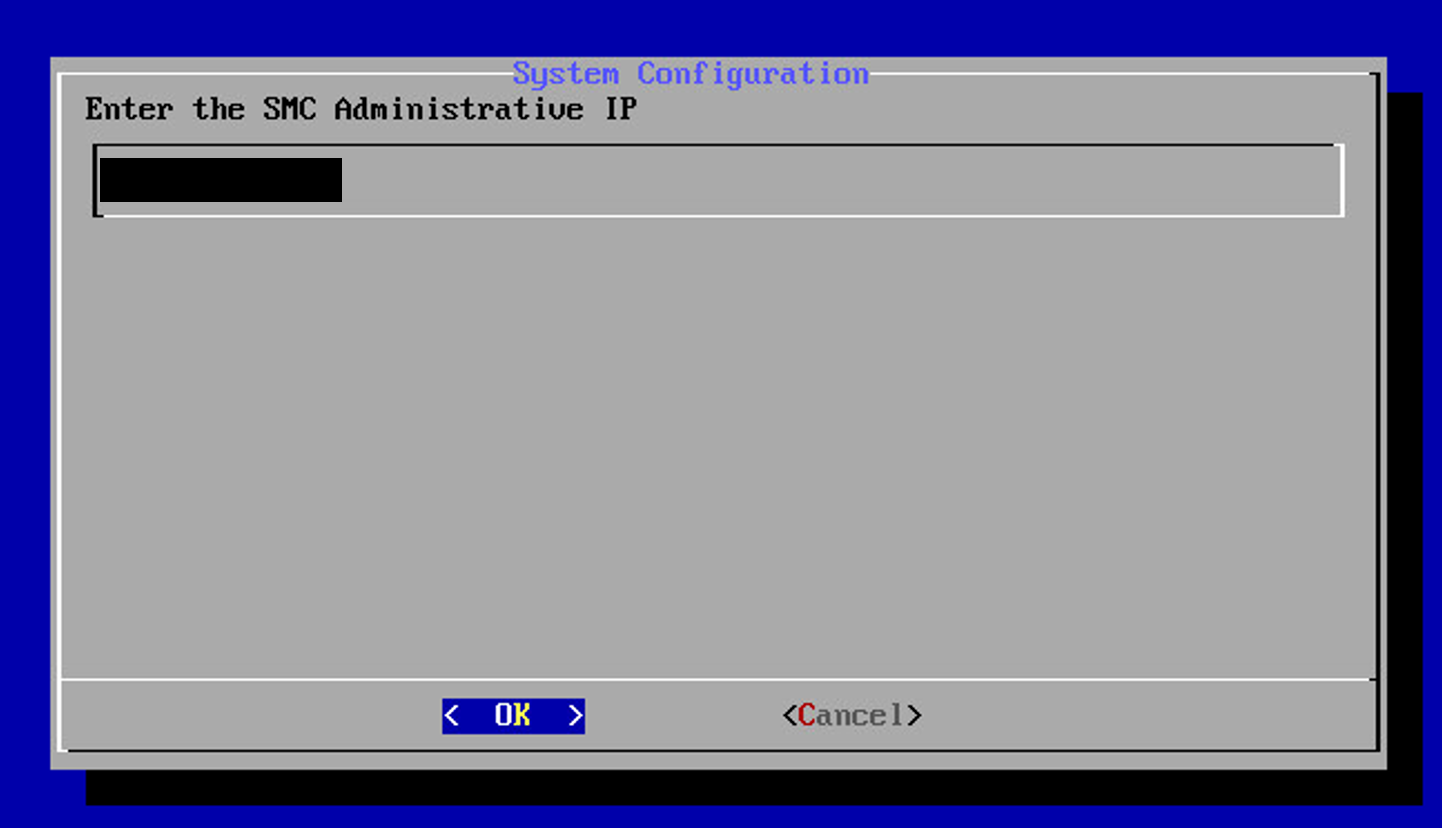 System Configuration
Enter the SMC Administrative IP
< OK > <Cancel>